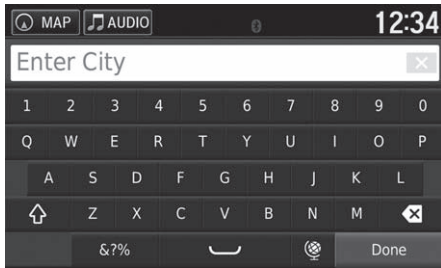 MAP AUDIO 12:34
Enter City
1 2 3 4 5 6 7 8 9 0
Q W E R T Y U I O P
A S D F G H J K L
Z X C V B N M
&?% Done